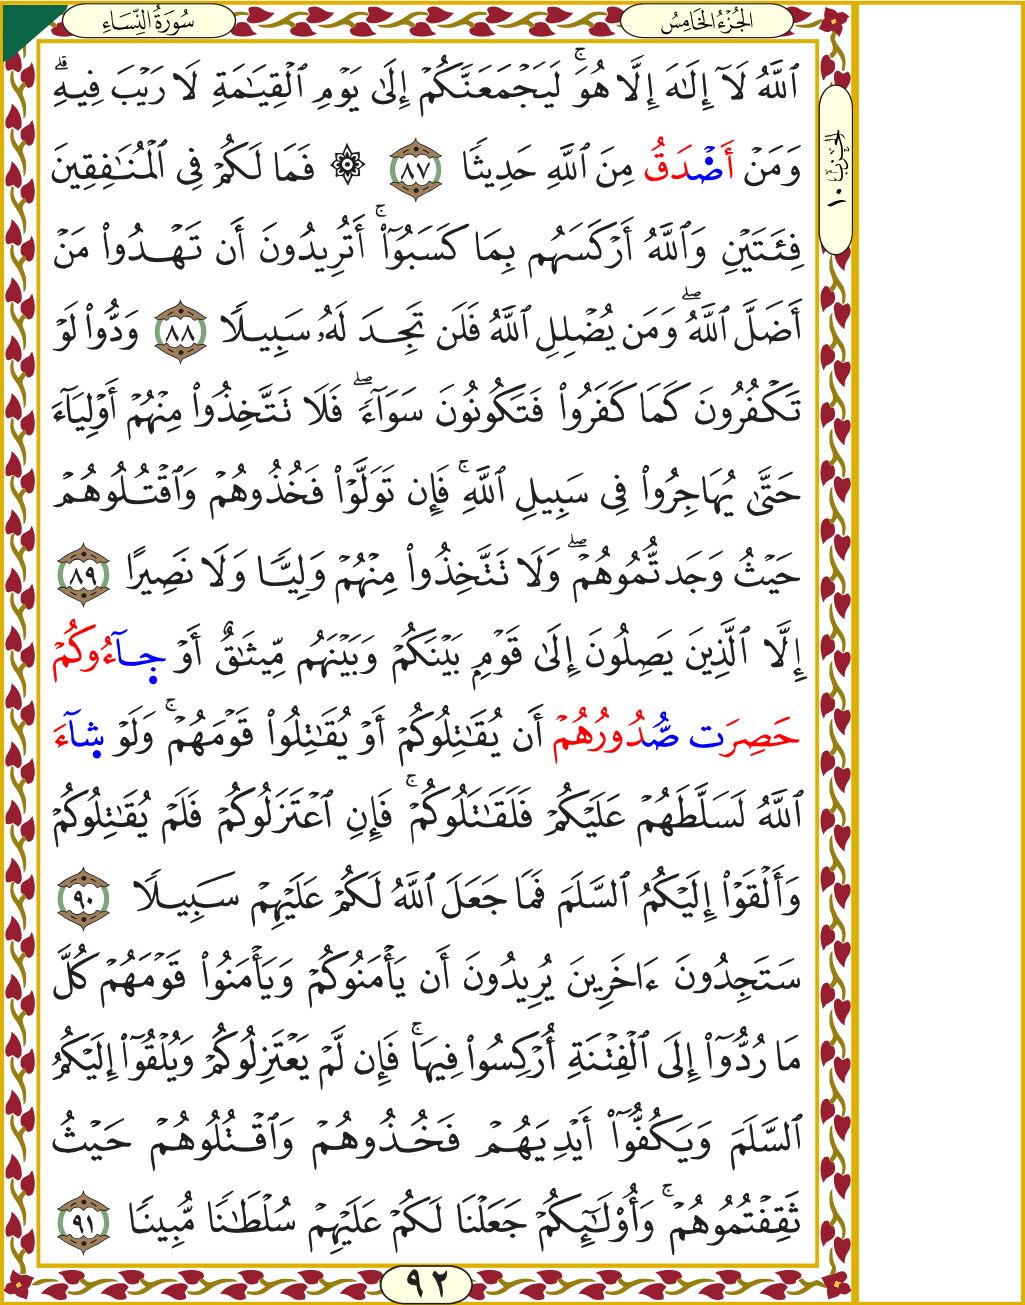 سُورَةُ النِّسَاءِ
الجُزْءُ الخَامِسُ
الحِزْبُ ١٠
ٱللَّهُ لَآ إِلَٰهَ إِلَّا هُوَۚ لَيَجۡمَعَنَّكُمۡ إِلَىٰ يَوۡمِ ٱلۡقِيَٰمَةِ لَا رَيۡبَ فِيهِۗ
وَمَنۡ أَصۡدَقُ مِنَ ٱللَّهِ حَدِيثٗا ٨٧ ۞ فَمَا لَكُمۡ فِي ٱلۡمُنَٰفِقِينَ
فِئَتَيۡنِ وَٱللَّهُ أَرۡكَسَهُم بِمَا كَسَبُوٓاْۚ أَتُرِيدُونَ أَن تَهۡدُواْ مَنۡ
أَضَلَّ ٱللَّهُۖ وَمَن يُضۡلِلِ ٱللَّهُ فَلَن تَجِدَ لَهُۥ سَبِيلٗا ٨٨ وَدُّواْ لَوۡ
تَكۡفُرُونَ كَمَا كَفَرُواْ فَتَكُونُونَ سَوَآءٗۖ فَلَا تَتَّخِذُواْ مِنۡهُمۡ أَوۡلِيَآءَ
حَتَّىٰ يُهَاجِرُواْ فِي سَبِيلِ ٱللَّهِۚ فَإِن تَوَلَّوۡاْ فَخُذُوهُمۡ وَٱقۡتُلُوهُمۡ
حَيۡثُ وَجَدتُّمُوهُمۡۖ وَلَا تَتَّخِذُواْ مِنۡهُمۡ وَلِيّٗا وَلَا نَصِيرًا ٨٩
إِلَّا ٱلَّذِينَ يَصِلُونَ إِلَىٰ قَوۡمِۭ بَيۡنَكُمۡ وَبَيۡنَهُم مِّيثَٰقٌ أَوۡ جَآءُوكُمۡ
حَصِرَتۡ صُدُورُهُمۡ أَن يُقَٰتِلُوكُمۡ أَوۡ يُقَٰتِلُواْ قَوۡمَهُمۡۚ وَلَوۡ شَآءَ
ٱللَّهُ لَسَلَّطَهُمۡ عَلَيۡكُمۡ فَلَقَٰتَلُوكُمۡۚ فَإِنِ ٱعۡتَزَلُوكُمۡ فَلَمۡ يُقَٰتِلُوكُمۡ
وَأَلۡقَوۡاْ إِلَيۡكُمُ ٱلسَّلَمَ فَمَا جَعَلَ ٱللَّهُ لَكُمۡ عَلَيۡهِمۡ سَبِيلٗا ٩٠
سَتَجِدُونَ ءَاخَرِينَ يُرِيدُونَ أَن يَأۡمَنُوكُمۡ وَيَأۡمَنُواْ قَوۡمَهُمۡ كُلَّ
مَا رُدُّوٓاْ إِلَى ٱلۡفِتۡنَةِ أُرۡكِسُواْ فِيهَاۚ فَإِن لَّمۡ يَعۡتَزِلُوكُمۡ وَيُلۡقُوٓاْ إِلَيۡكُمُ
ٱلسَّلَمَ وَيَكُفُّوٓاْ أَيۡدِيَهُمۡ فَخُذُوهُمۡ وَٱقۡتُلُوهُمۡ حَيۡثُ
ثَقِفۡتُمُوهُمۡۚ وَأُوْلَٰٓئِكُمۡ جَعَلۡنَا لَكُمۡ عَلَيۡهِمۡ سُلۡطَٰنٗا مُّبِينٗا ٩١
٩٢